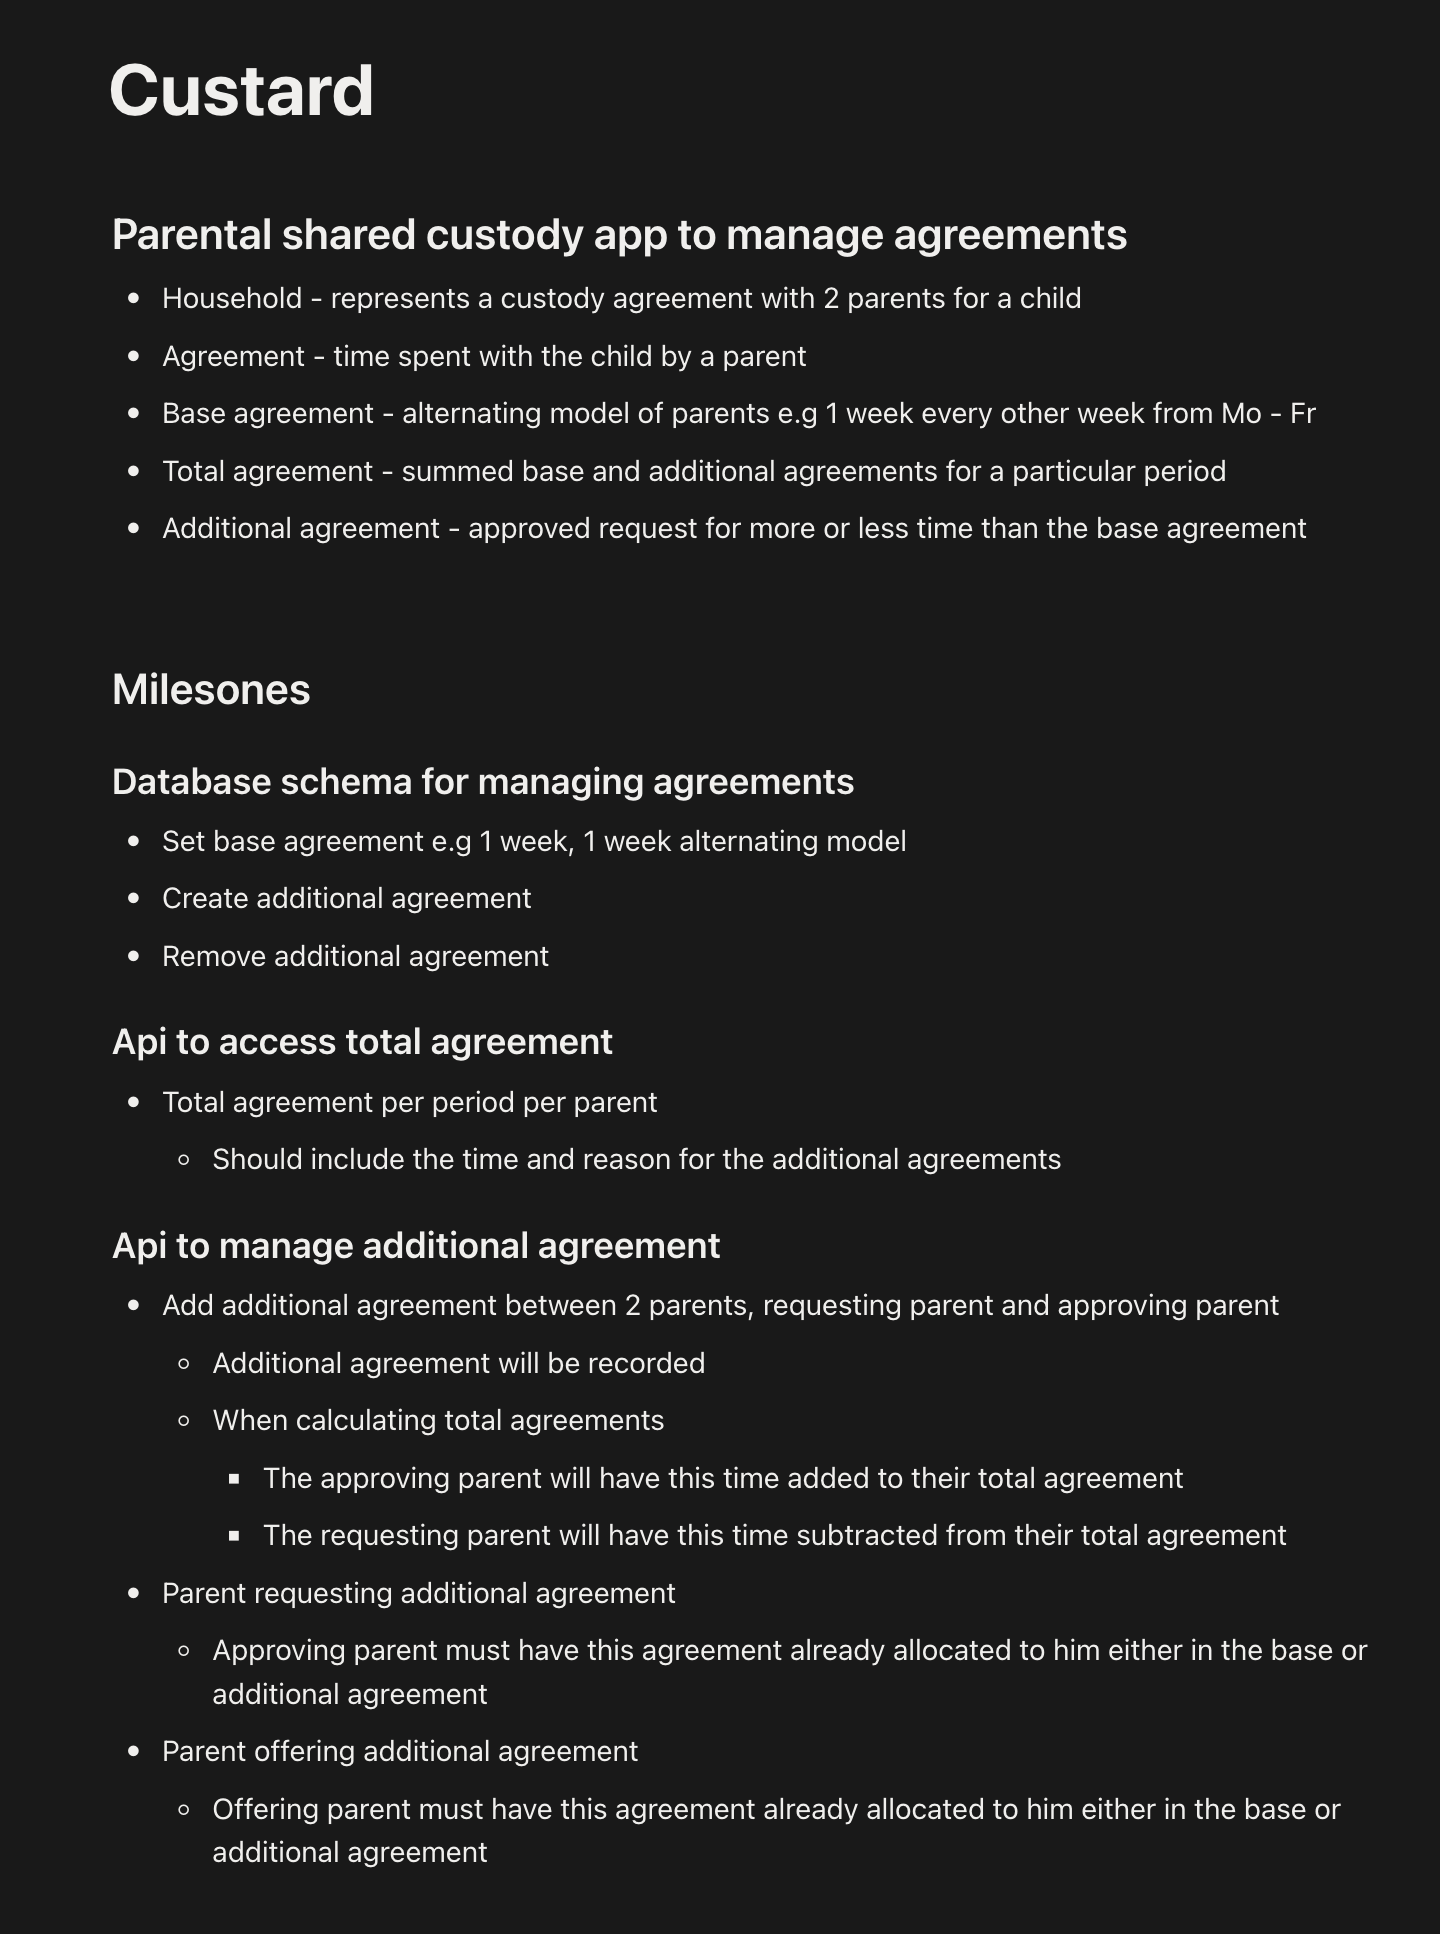 Custard
Parental shared custody app to manage agreements
• Household - represents a custody agreement with 2 parents for a child
• Agreement - time spent with the child by a parent
• Base agreement - alternating model of parents e.g 1 week every other week from Mo - Fr
• Total agreement - summed base and additional agreements for a particular period
• Additional agreement - approved request for more or less time than the base agreement
Milesones
Database schema for managing agreements
• Set base agreement e.g 1 week, 1 week alternating model
• Create additional agreement
• Remove additional agreement
Api to access total agreement
• Total agreement per period per parent
◦ Should include the time and reason for the additional agreements
Api to manage additional agreement
• Add additional agreement between 2 parents, requesting parent and approving parent
◦ Additional agreement will be recorded
◦ When calculating total agreements
▪ The approving parent will have this time added to their total agreement
▪ The requesting parent will have this time subtracted from their total agreement
• Parent requesting additional agreement
◦ Approving parent must have this agreement already allocated to him either in the base or
additional agreement
• Parent offering additional agreement
◦ Offering parent must have this agreement already allocated to him either in the base or
additional agreement